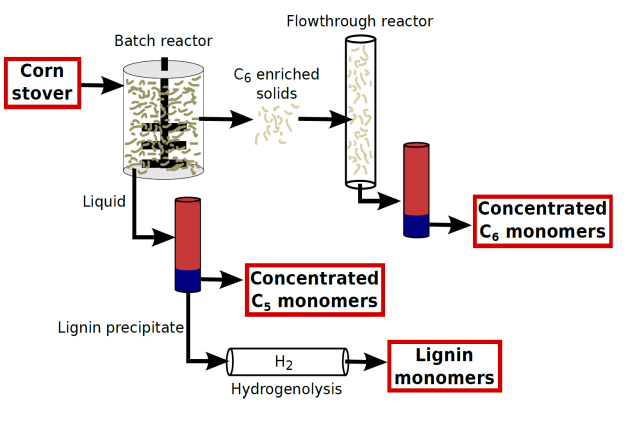 Flowthrough reactor
Batch reactor
Corn
stover
C₆ enriched
solids
Liquid
Concentrated
C₆ monomers
Concentrated
C₅ monomers
Lignin precipitate
H₂
Hydrogenolysis
Lignin
monomers